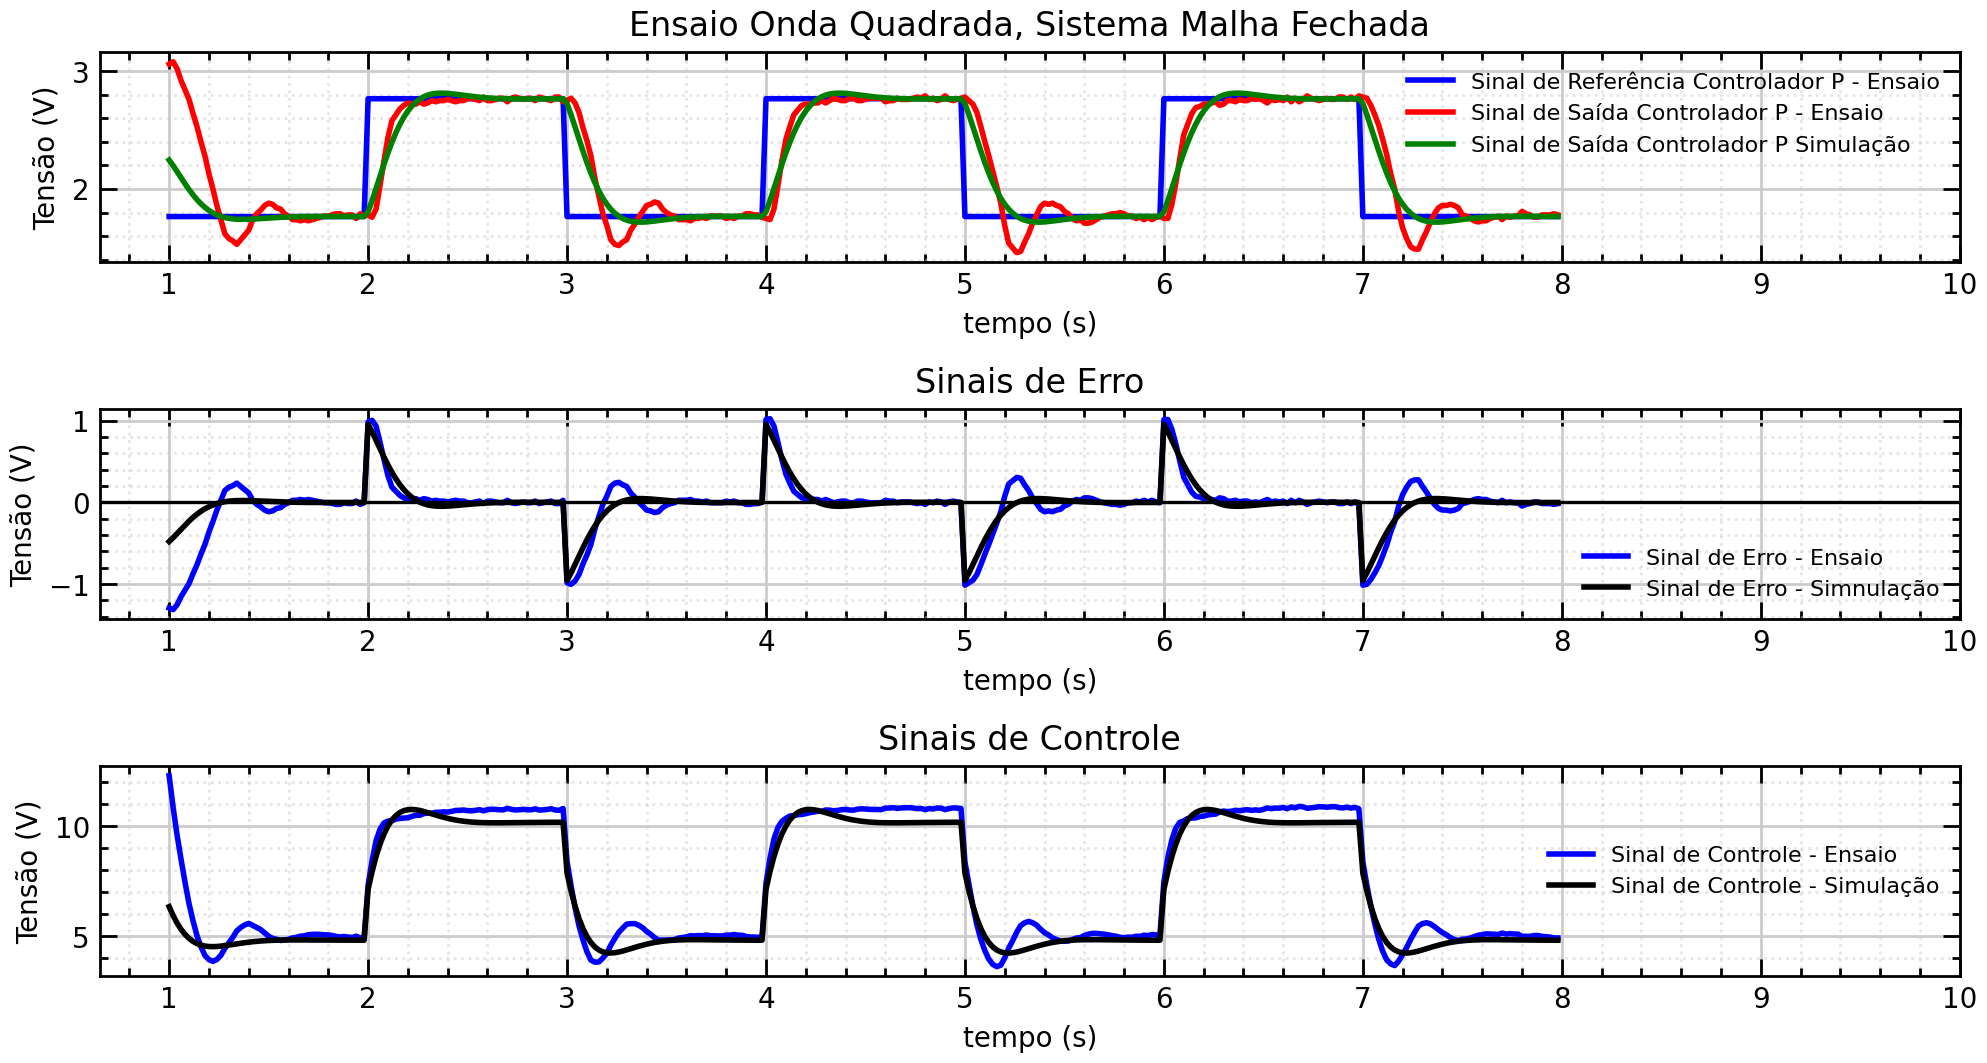 Ensaio Onda Quadrada, Sistema Malha Fechada
Tensão (V)
3
2
Sinal de Referência Controlador P - Ensaio
Sinal de Saída Controlador P - Ensaio
Sinal de Saída Controlador P Simulação
1 2 3 4 5 6 7 8 9 10
tempo (s)
Sinais de Erro
Tensão (V)
1
0
−1
Sinal de Erro - Ensaio
Sinal de Erro - Simnulação
1 2 3 4 5 6 7 8 9 10
tempo (s)
Sinais de Controle
Tensão (V)
10
5
Sinal de Controle - Ensaio
Sinal de Controle - Simulação
1 2 3 4 5 6 7 8 9 10
tempo (s)